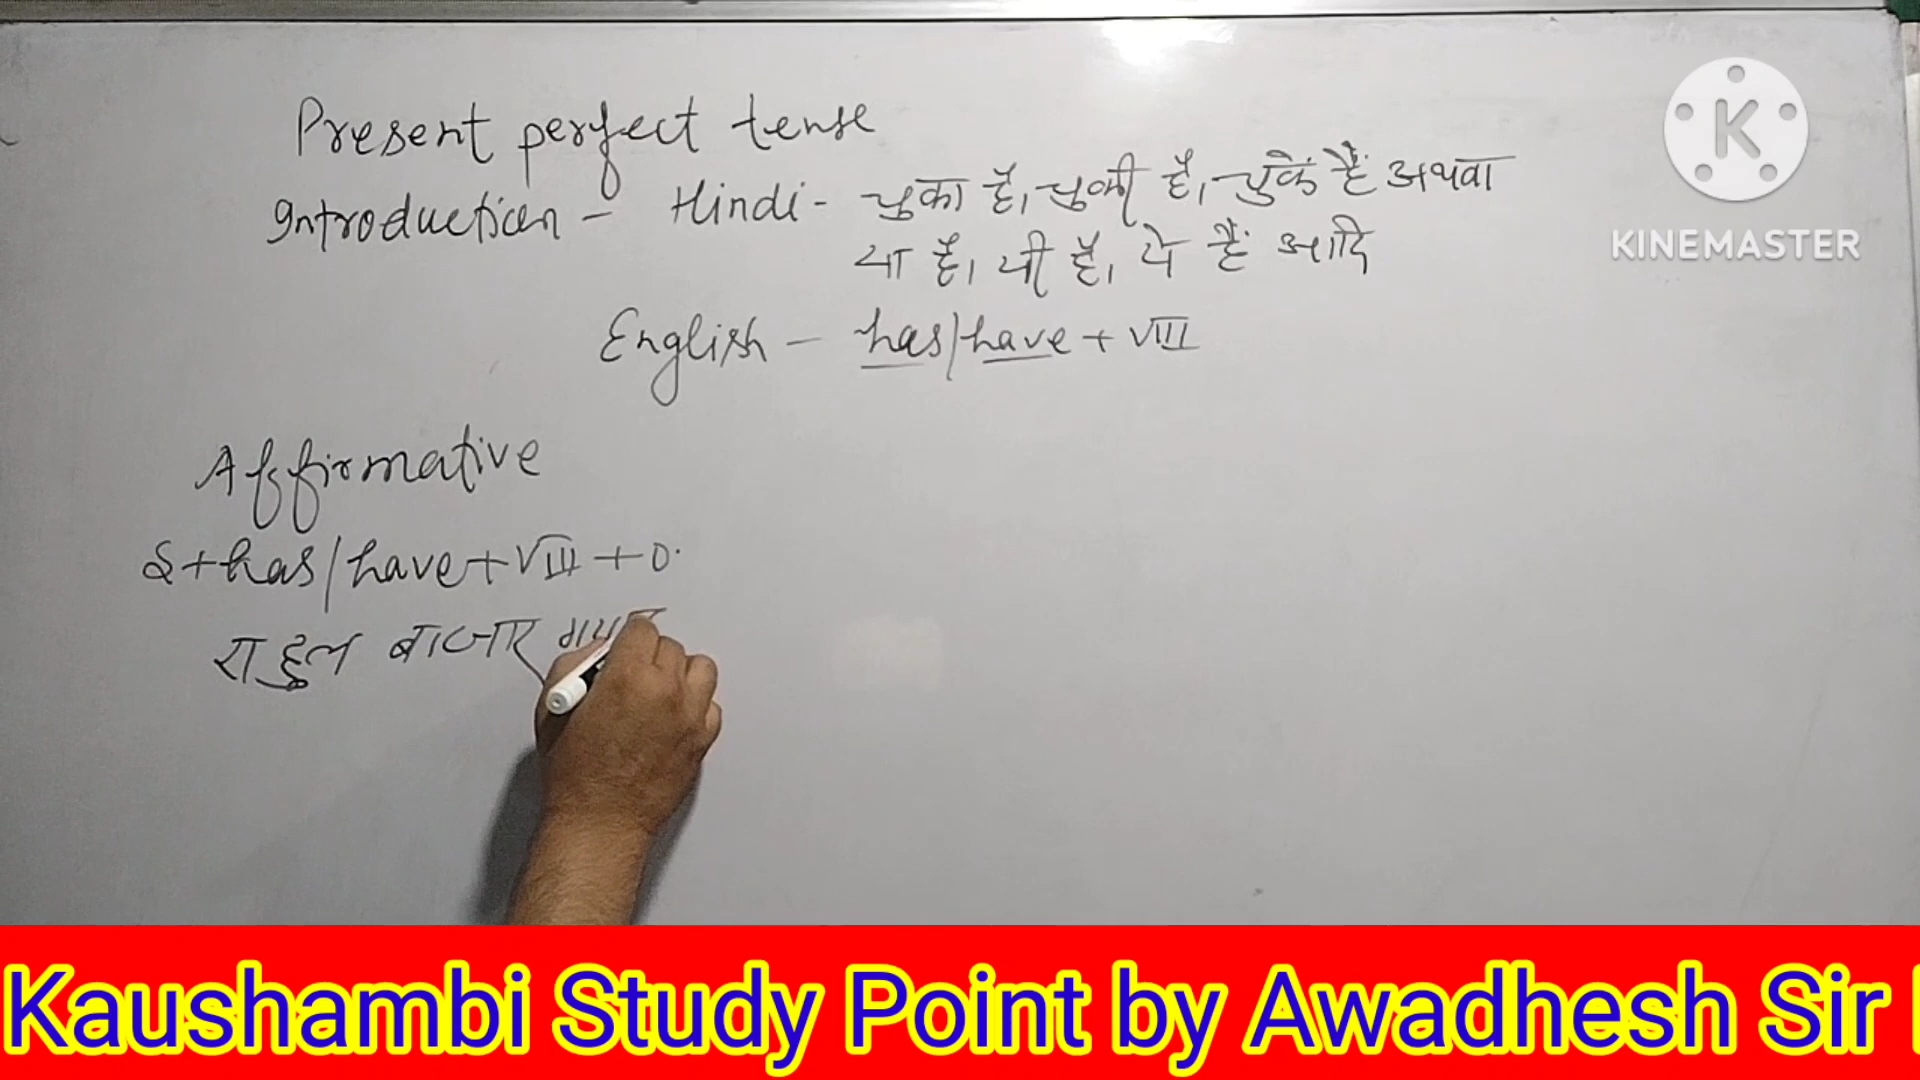 Present perfect tense
Introduction - Hindi - चुका है, चुकी है, चुके हैं अथवा
या है, यी है, ये हैं आदि
English - has/have + VIII
Affirmative
S+has/have+VIII+O.
राहुल बाजार
KINEMASTER
Kaushambi Study Point by Awadhesh Sir